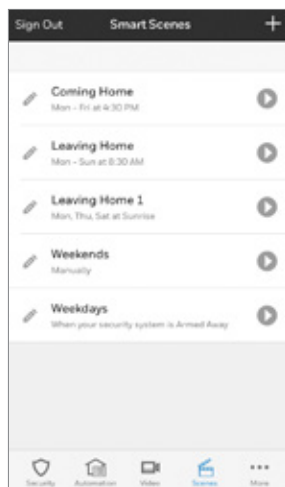 Sign Out Smart Scenes +
Coming Home
Mon - Fri at 4:30 PM
Leaving Home
Mon - Sun at 8:30 AM
Leaving Home 1
Mon, Thu, Sat at Sunrise
Weekends
Manually
Weekdays
When your security system is Armed Away
Security Automation Video Scenes More